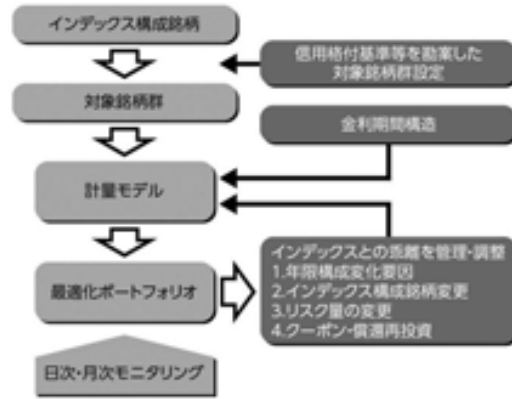 インデックス構成銘柄
信用格付基準等を勘案した
対象銘柄群設定
対象銘柄群
金利期間構造
計量モデル
最適化ポートフォリオ
インデックスとの乖離を管理・調整
1.年限構成変化要因
2.インデックス構成銘柄変更
3.リスク量の変更
4.クーポン・償還再投資
日次・月次モニタリング